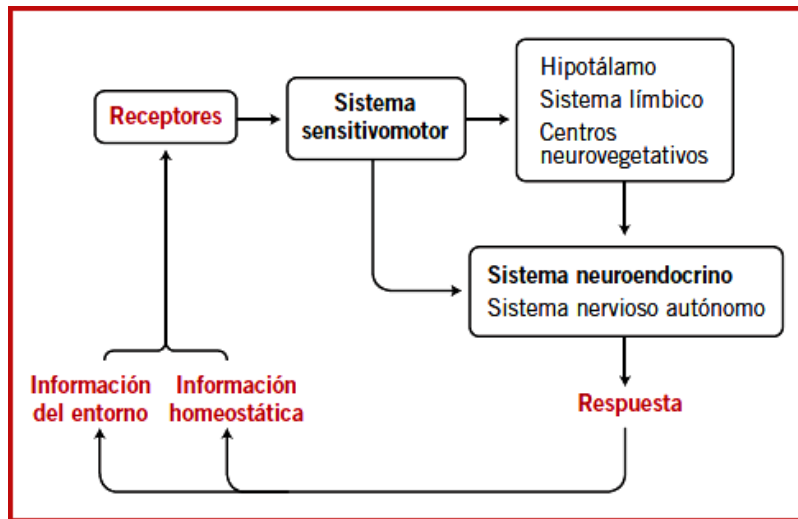 Receptores
Sistema
sensitivomotor
Hipotálamo
Sistema límbico
Centros
neurovegetativos
Sistema neuroendocrino
Sistema nervioso autónomo
Respuesta
Información
del entorno
Información
homeostática